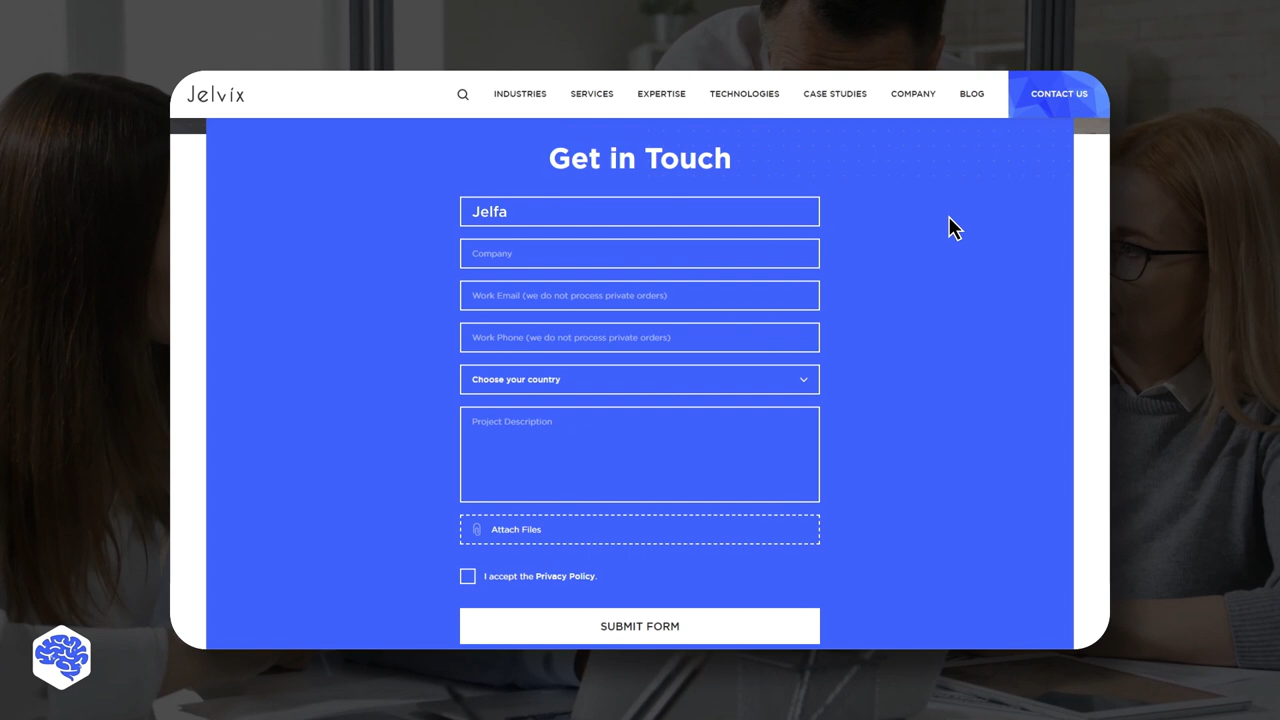 Jelvix
INDUSTRIES SERVICES EXPERTISE TECHNOLOGIES CASE STUDIES COMPANY BLOG CONTACT US
Get in Touch
Jelfa
Company
Work Email (we do not process private orders)
Work Phone (we do not process private orders)
Choose your country
Project Description
Attach Files
I accept the Privacy Policy.
SUBMIT FORM